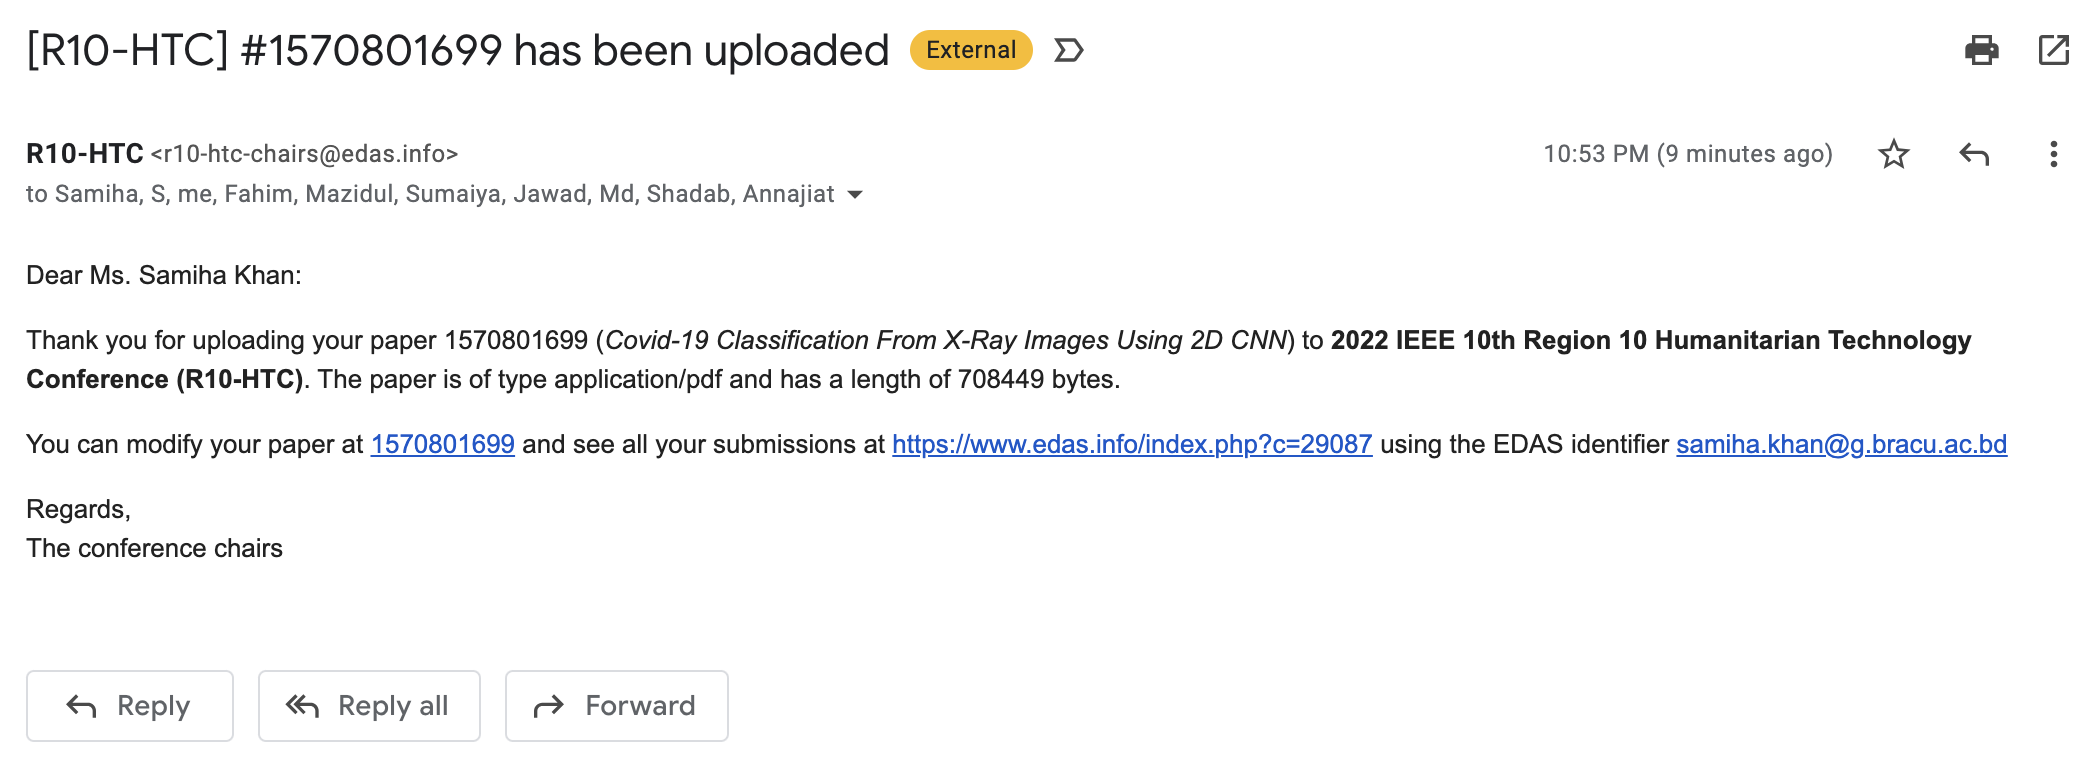 [R10-HTC] #1570801699 has been uploaded External
R10-HTC <r10-htc-chairs@edas.info> 10:53 PM (9 minutes ago)
to Samiha, S, me, Fahim, Mazidul, Sumaiya, Jawad, Md, Shadab, Annajiat
Dear Ms. Samiha Khan:
Thank you for uploading your paper 1570801699 (Covid-19 Classification From X-Ray Images Using 2D CNN) to 2022 IEEE 10th Region 10 Humanitarian Technology
Conference (R10-HTC). The paper is of type application/pdf and has a length of 708449 bytes.
You can modify your paper at 1570801699 and see all your submissions at https://www.edas.info/index.php?c=29087 using the EDAS identifier samiha.khan@g.bracu.ac.bd
Regards,
The conference chairs
Reply Reply all Forward